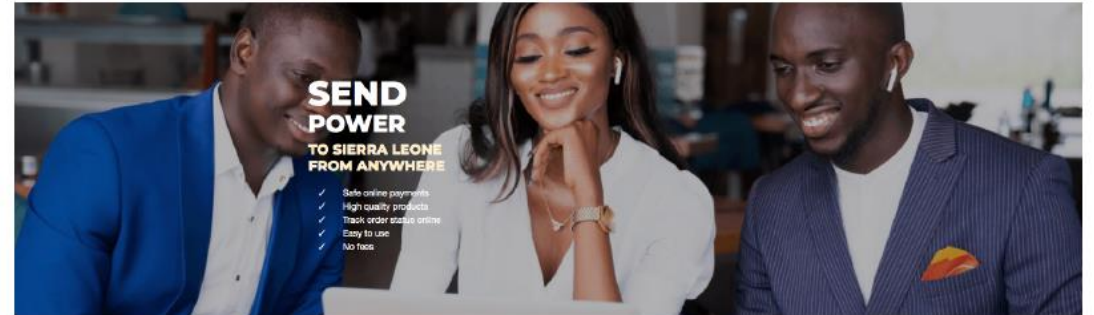 SEND
POWER
TO SIERRA LEONE
FROM ANYWHERE
✓ Safe online payments
✓ High quality products
✓ Track order status online
✓ Easy to use
✓ No fees